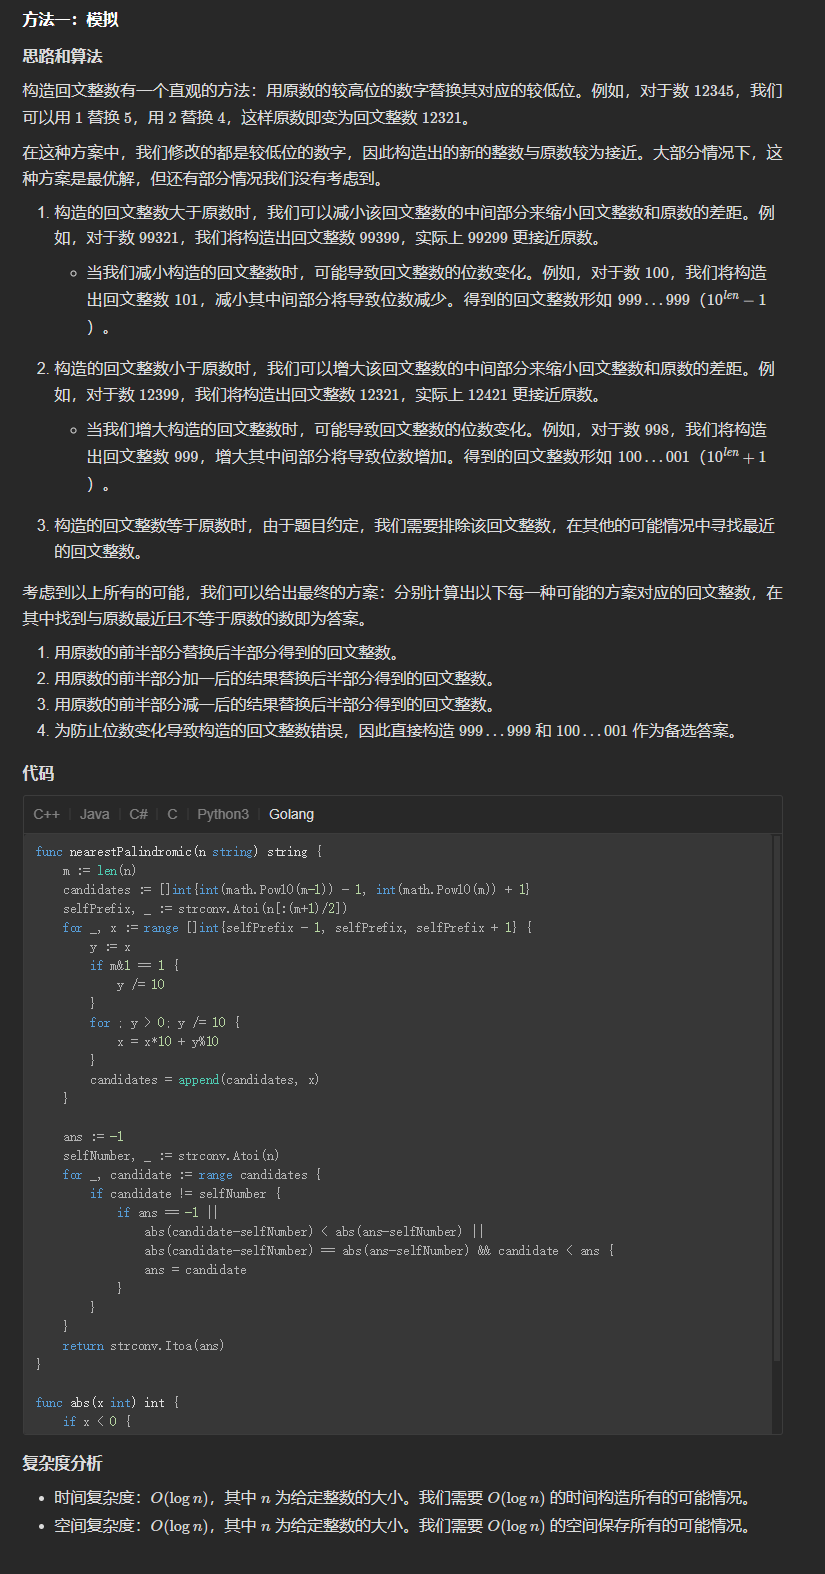 方法一：模拟
思路和算法
构造回文整数有一个直观的方法：用原数的较高位的数字替换其对应的较低位。例如，对于数 12345，我们
可以用 1 替换 5，用 2 替换 4，这样原数即变为回文整数 12321。
在这种方案中，我们修改的都是较低位的数字，因此构造出的新的整数与原数较为接近。大部分情况下，这
种方案是最优解，但还有部分情况我们没有考虑到。
1. 构造的回文整数大于原数时，我们可以减小该回文整数的中间部分来缩小回文整数和原数的差距。例
如，对于数 99321，我们将构造出回文整数 99399，实际上 99299 更接近原数。
◦ 当我们减小构造的回文整数时，可能导致回文整数的位数变化。例如，对于数 100，我们将构造
出回文整数 101，减小其中间部分将导致位数减少。得到的回文整数形如 999…999（10^len − 1
）。
2. 构造的回文整数小于原数时，我们可以增大该回文整数的中间部分来缩小回文整数和原数的差距。例
如，对于数 12399，我们将构造出回文整数 12321，实际上 12421 更接近原数。
◦ 当我们增大构造的回文整数时，可能导致回文整数的位数变化。例如，对于数 998，我们将构造
出回文整数 999，增大其中间部分将导致位数增加。得到的回文整数形如 100…001（10^len + 1
）。
3. 构造的回文整数等于原数时，由于题目约定，我们需要排除该回文整数，在其他的可能情况中寻找最近
的回文整数。
考虑到以上所有的可能，我们可以给出最终的方案：分别计算出以下每一种可能的方案对应的回文整数，在
其中找到与原数最近且不等于原数的数即为答案。
1. 用原数的前半部分替换后半部分得到的回文整数。
2. 用原数的前半部分加一后的结果替换后半部分得到的回文整数。
3. 用原数的前半部分减一后的结果替换后半部分得到的回文整数。
4. 为防止位数变化导致构造的回文整数错误，因此直接构造 999…999 和 100…001 作为备选答案。
代码
C++ | Java | C# | C | Python3 | Golang
func nearestPalindromic(n string) string {
    m := len(n)
    candidates := []int{int(math.Pow10(m-1)) - 1, int(math.Pow10(m)) + 1}
    selfPrefix, _ := strconv.Atoi(n[:(m+1)/2])
    for _, x := range []int{selfPrefix - 1, selfPrefix, selfPrefix + 1} {
        y := x
        if m&1 == 1 {
            y /= 10
        }
        for ; y > 0; y /= 10 {
            x = x*10 + y%10
        }
        candidates = append(candidates, x)
    }
    ans := -1
    selfNumber, _ := strconv.Atoi(n)
    for _, candidate := range candidates {
        if candidate != selfNumber {
            if ans == -1 ||
                abs(candidate-selfNumber) < abs(ans-selfNumber) ||
                abs(candidate-selfNumber) == abs(ans-selfNumber) && candidate < ans {
                ans = candidate
            }
        }
    }
    return strconv.Itoa(ans)
}
func abs(x int) int {
    if x < 0 {
复杂度分析
• 时间复杂度：O(log n)，其中 n 为给定整数的大小。我们需要 O(log n) 的时间构造所有的可能情况。
• 空间复杂度：O(log n)，其中 n 为给定整数的大小。我们需要 O(log n) 的空间保存所有的可能情况。